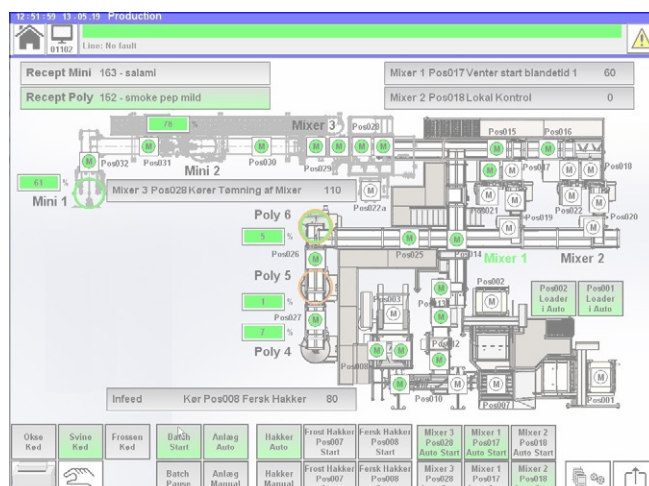 12:51:59 13.05.19 Production
01102
Line: No fault
Recept Mini 163 - salami
Recept Poly 152 - smoke pep mild
Mixer 1 Pos017 Venter start blandetid 1 60
Mixer 2 Pos018 Lokal Kontrol 0
78 %
Mixer 3
Pos028
Pos015
Pos016
Pos032
Pos031
Mini 2
Pos030
Pos029
Pos017
Pos018
61 %
Mini 1
Mixer 3 Pos028 Kører Tømning af Mixer 110
Pos022a
Pos021
Pos022
Pos019
Pos020
Poly 6
5 %
Pos026
Pos025
Pos014
Mixer 1
Mixer 2
Poly 5
Pos003
Pos002
Pos002 Loader i Auto
Pos001 Loader i Auto
1 %
Pos027
7 %
Poly 4
Pos008
Pos010
Pos007
Pos001
Infeed Kør Pos008 Fersk Hakker 80
Okse Kød
Svine Kød
Frossen Kød
Batch Start
Anlæg Auto
Hakker Auto
Frost Hakker Pos007 Start
Fersk Hakker Pos008 Start
Mixer 3 Pos028 Auto Start
Mixer 1 Pos017 Auto Start
Mixer 2 Pos018 Auto Start
Batch Pause
Anlæg Manual
Hakker Manual
Frost Hakker Pos007
Fersk Hakker Pos008
Mixer 3 Pos028
Mixer 1 Pos017
Mixer 2 Pos018